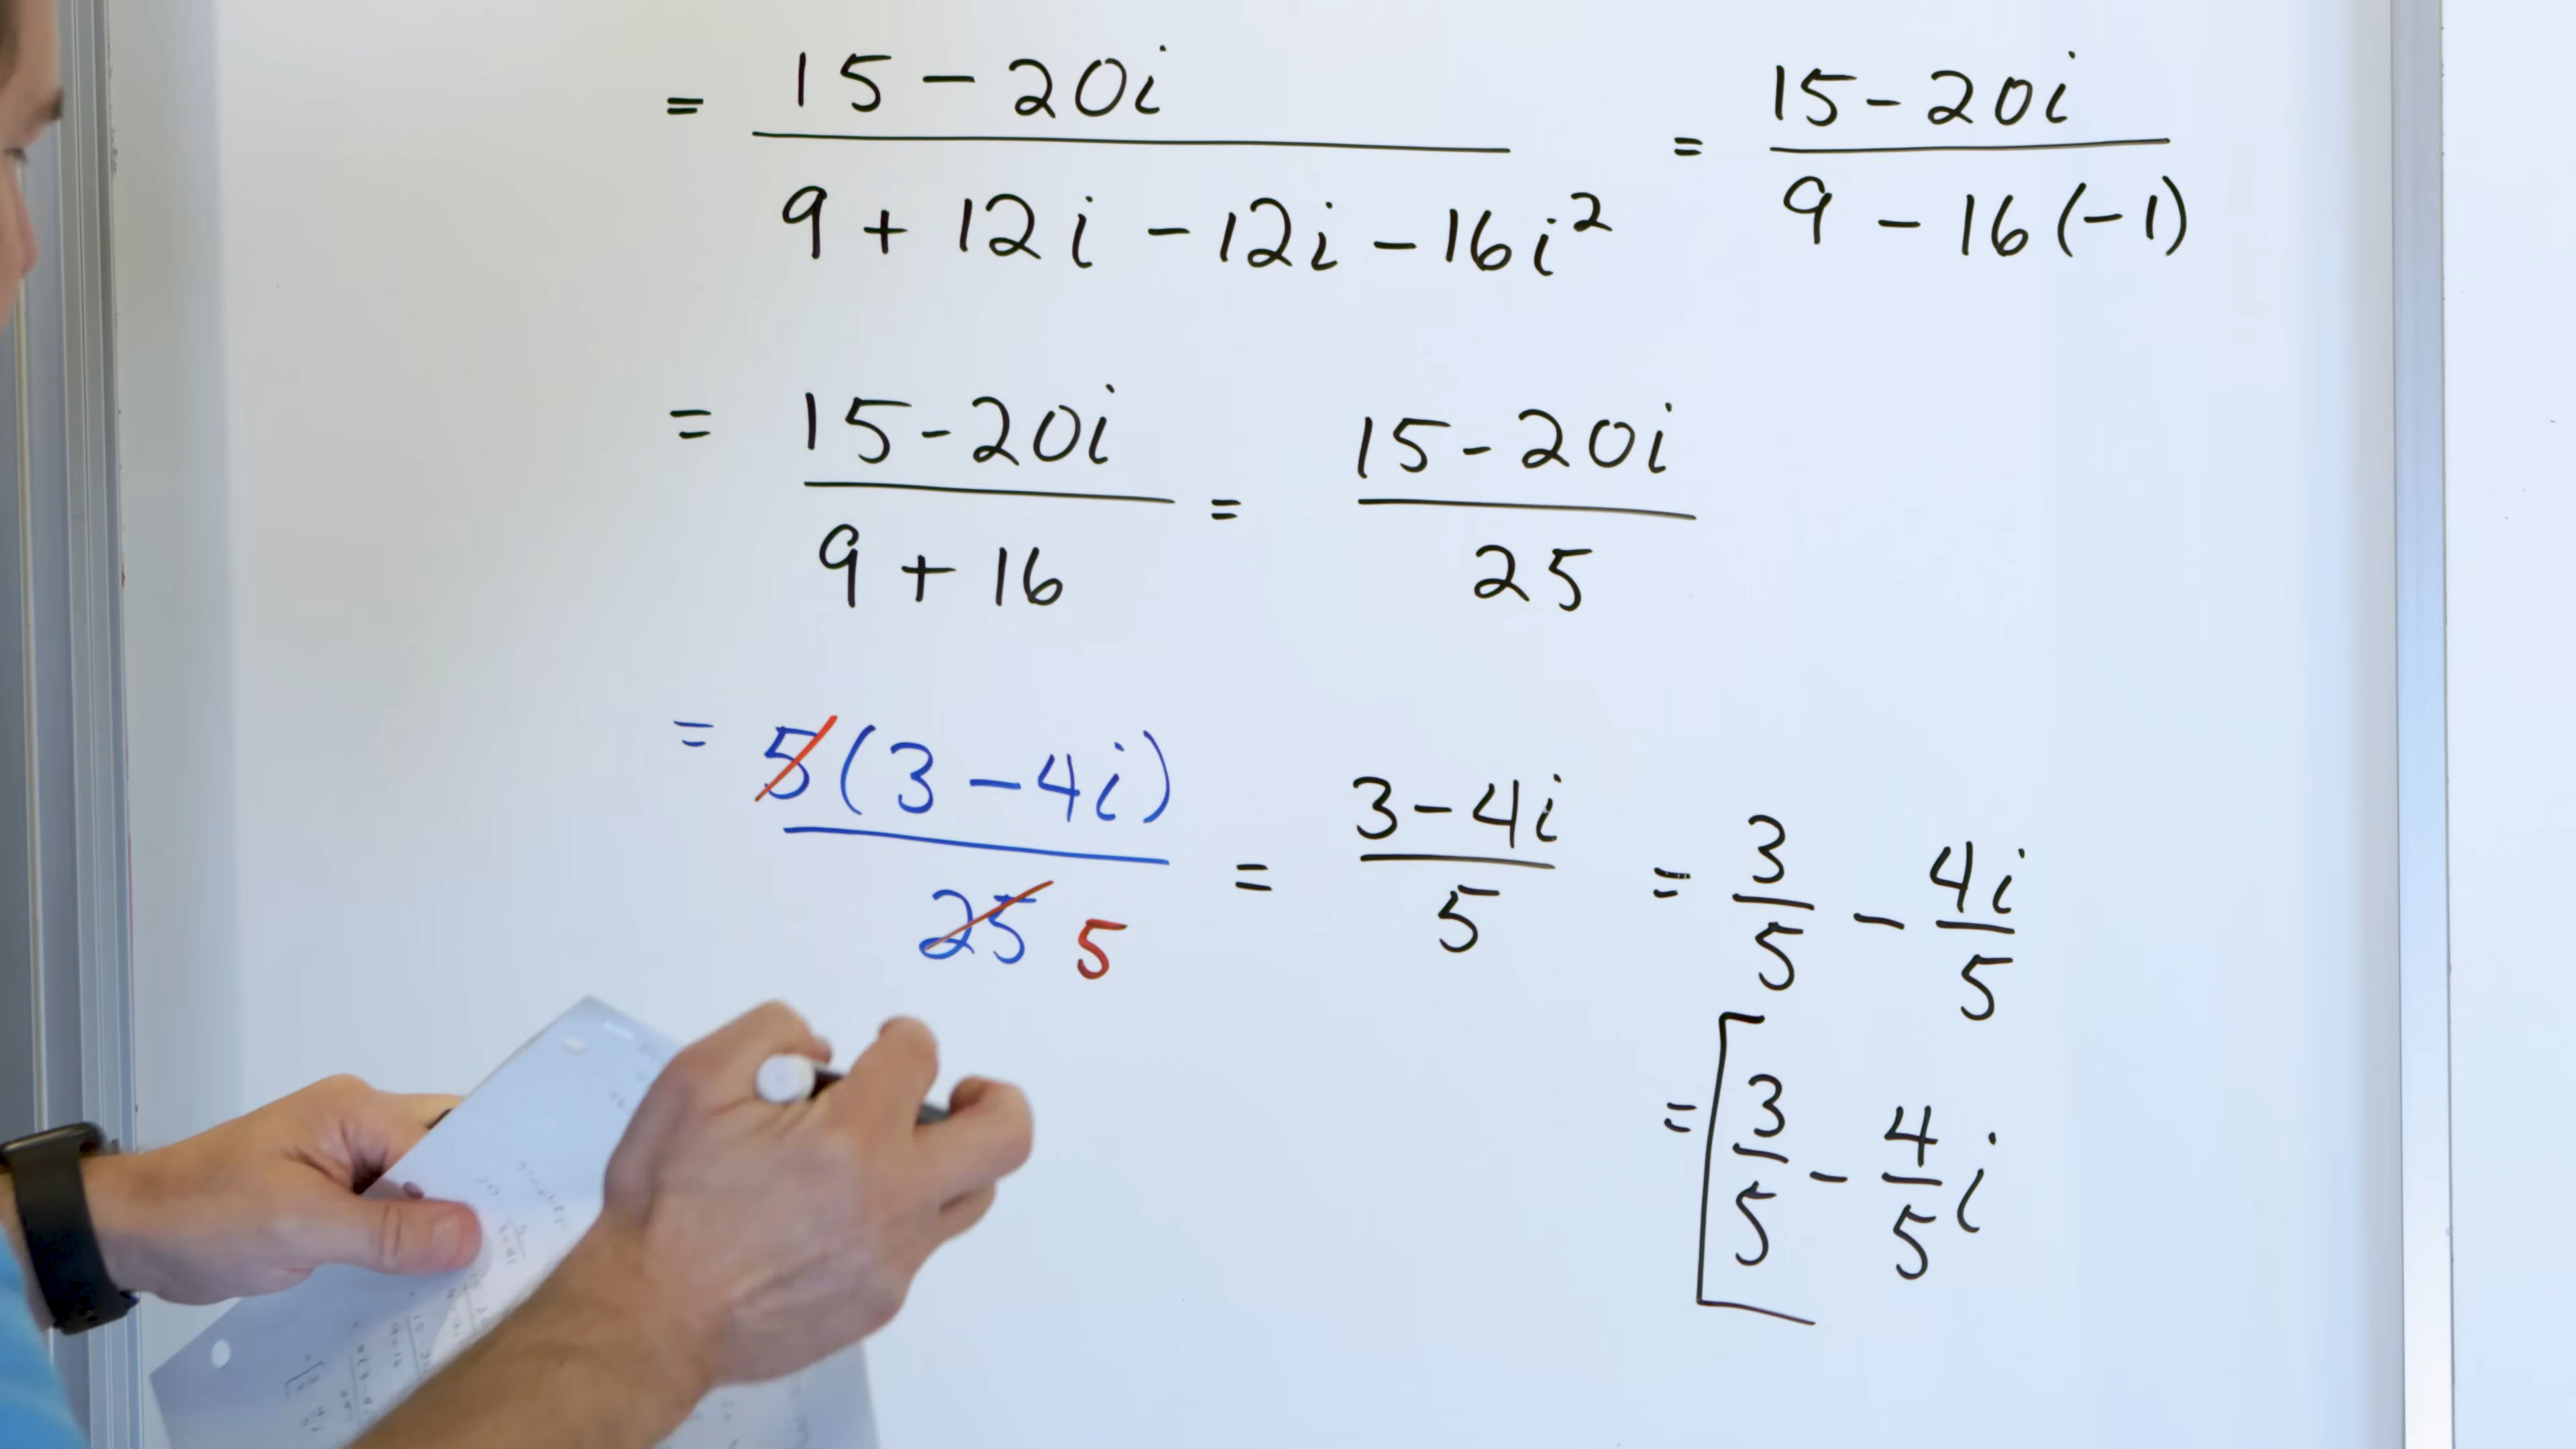 = (15 - 20i)/(9 + 12i - 12i - 16i²) = (15 - 20i)/(9 - 16(-1))
= (15 - 20i)/(9 + 16) = (15 - 20i)/25
= 5(3 - 4i)/25 5 = (3 - 4i)/5 = 3/5 - 4i/5
= [3/5 - 4/5 i